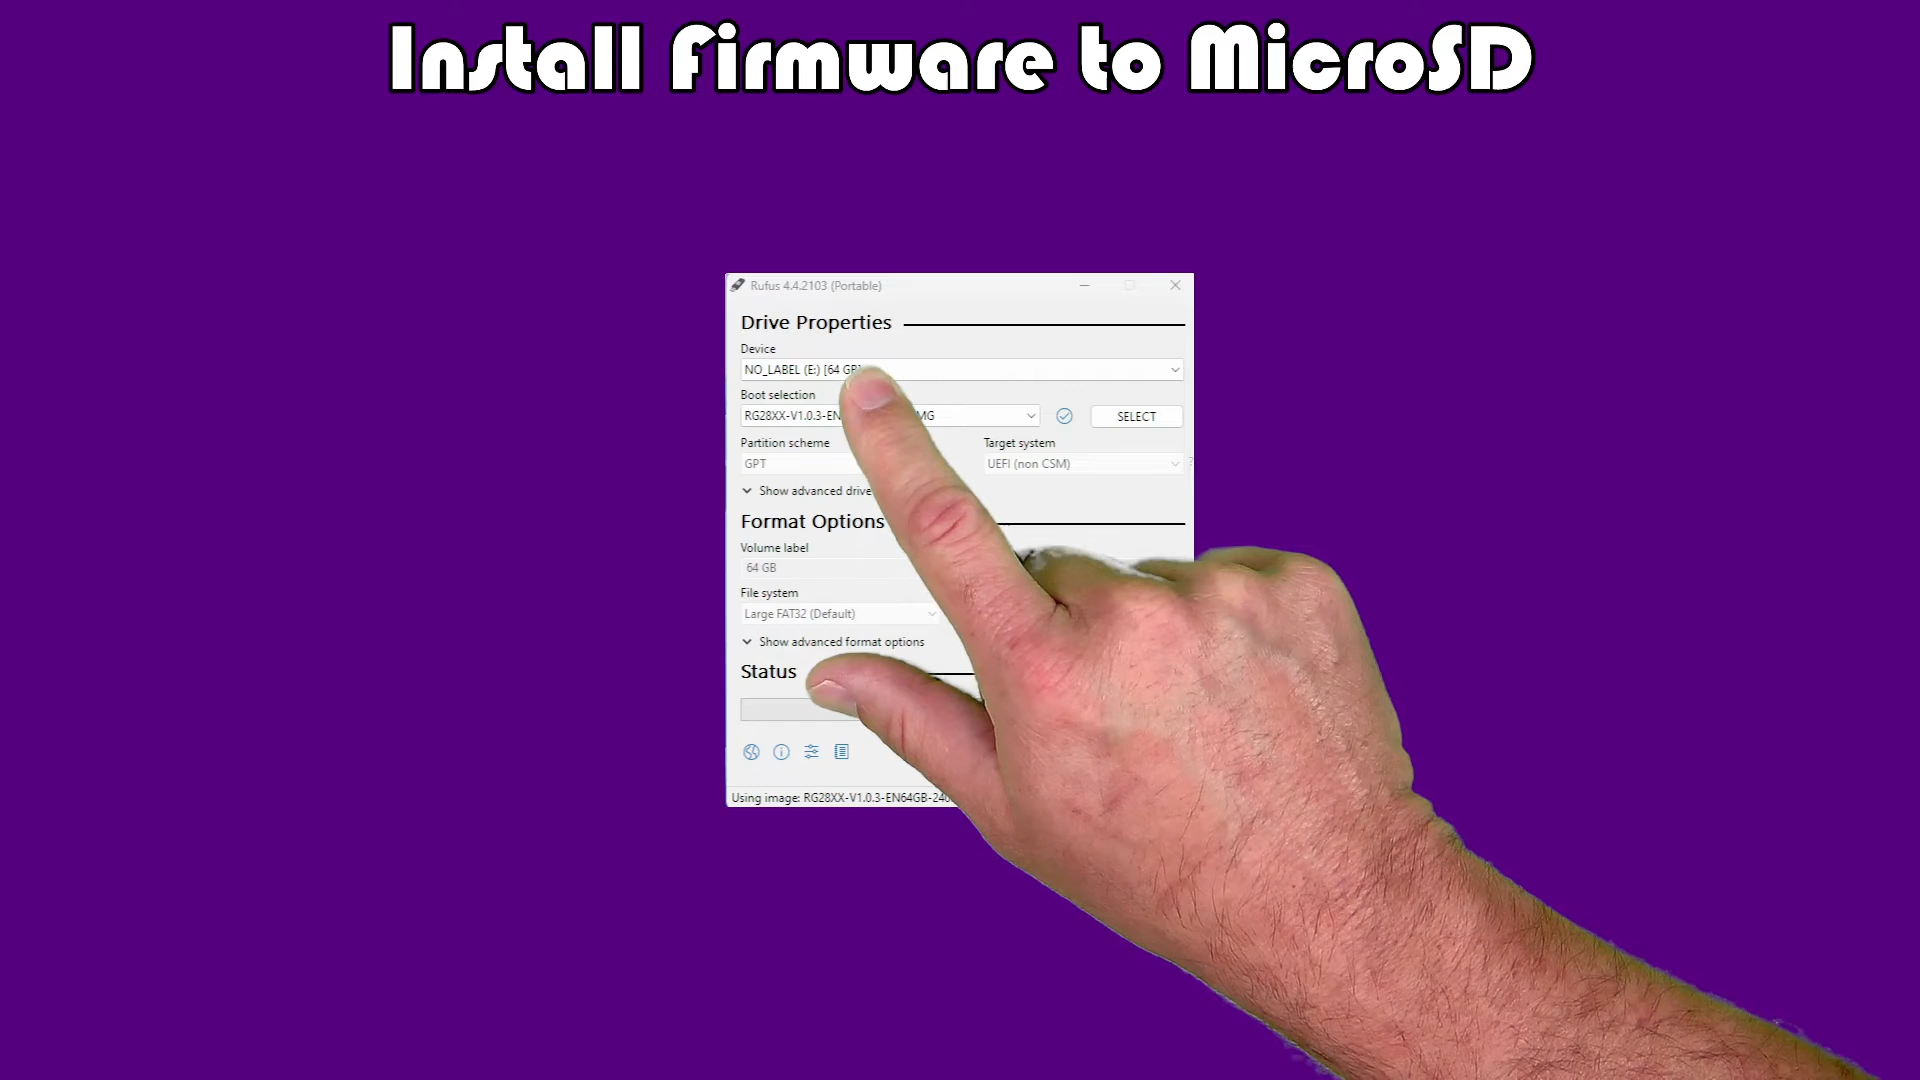 Install Firmware to MicroSD
Rufus 4.4.2103 (Portable)
Drive Properties
Device
NO_LABEL (E:) [64 GB]
Boot selection
RG28XX-V1.0.3-EN MG
SELECT
Partition scheme
Target system
GPT
UEFI (non CSM)
?
Show advanced drive
Format Options
Volume label
64 GB
File system
Large FAT32 (Default)
Show advanced format options
Status
Using image: RG28XX-V1.0.3-EN64GB-240